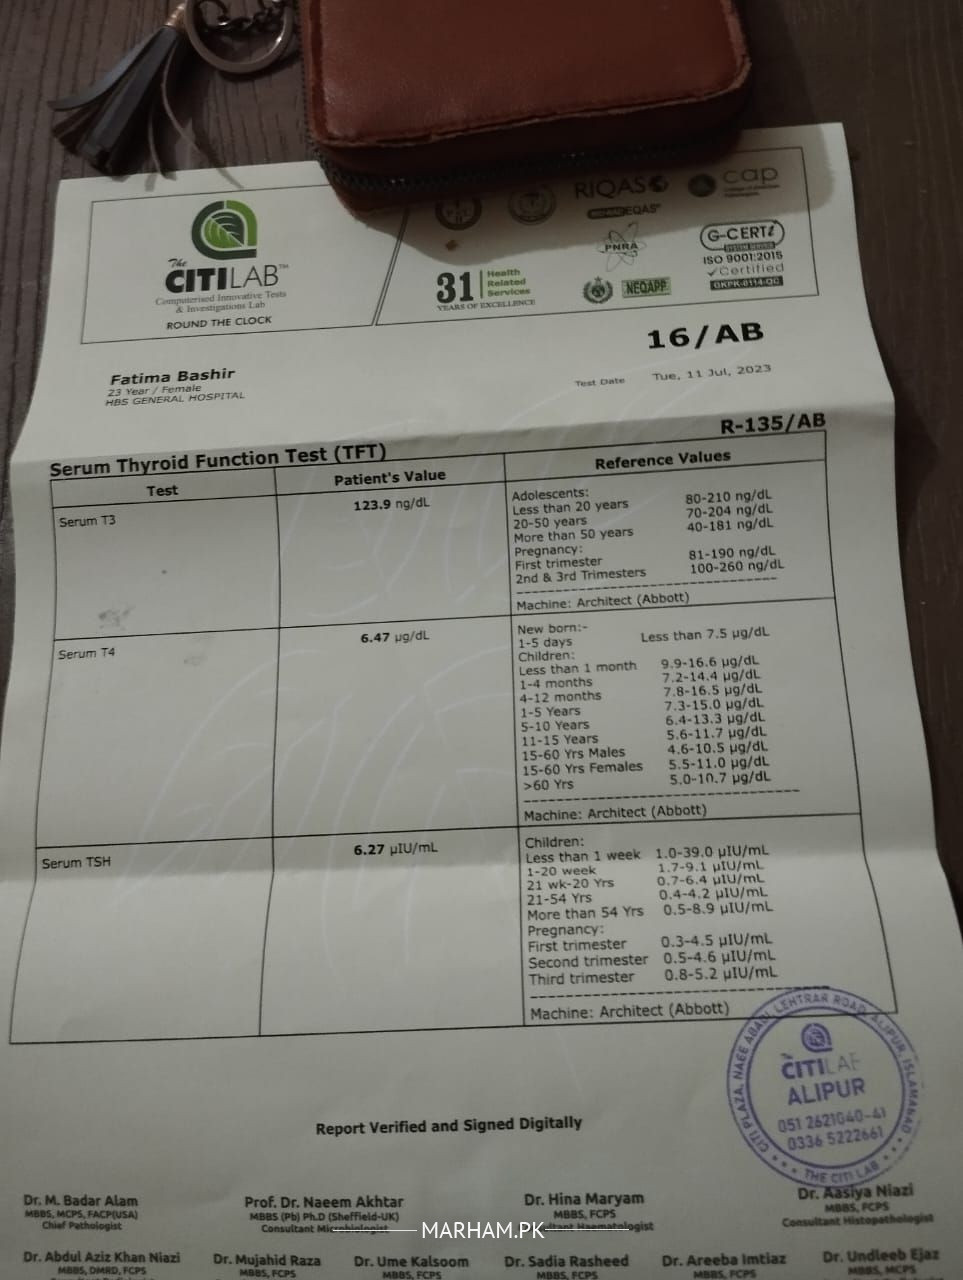 RIQAS
EQAS
cap
The
CITILAB™
Computerised Innovative Tests
& Investigations Lab
ROUND THE CLOCK
PNRA
G-CERTi
ISO 9001:2015
✓Certified
GKPK-0114-QC
31
Health
Related
Services
YEARS OF EXCELLENCE
NEQAPP
16/AB
Fatima Bashir
23 Year / Female
HBS GENERAL HOSPITAL
Test Date Tue, 11 Jul, 2023
R-135/AB
Serum Thyroid Function Test (TFT)
Test Patient's Value Reference Values
Serum T3 123.9 ng/dL
Adolescents:
Less than 20 years 80-210 ng/dL
20-50 years 70-204 ng/dL
More than 50 years 40-181 ng/dL
Pregnancy:
First trimester 81-190 ng/dL
2nd & 3rd Trimesters 100-260 ng/dL
Machine: Architect (Abbott)
Serum T4 6.47 µg/dL
New born:-
1-5 days Less than 7.5 µg/dL
Children:
Less than 1 month 9.9-16.6 µg/dL
1-4 months 7.2-14.4 µg/dL
4-12 months 7.8-16.5 µg/dL
1-5 Years 7.3-15.0 µg/dL
5-10 Years 6.4-13.3 µg/dL
11-15 Years 5.6-11.7 µg/dL
15-60 Yrs Males 4.6-10.5 µg/dL
15-60 Yrs Females 5.5-11.0 µg/dL
>60 Yrs 5.0-10.7 µg/dL
Machine: Architect (Abbott)
Serum TSH 6.27 µIU/mL
Children:
Less than 1 week 1.0-39.0 µIU/mL
1-20 week 1.7-9.1 µIU/mL
21 wk-20 Yrs 0.7-6.4 µIU/mL
21-54 Yrs 0.4-4.2 µIU/mL
More than 54 Yrs 0.5-8.9 µIU/mL
Pregnancy:
First trimester 0.3-4.5 µIU/mL
Second trimester 0.5-4.6 µIU/mL
Third trimester 0.8-5.2 µIU/mL
Machine: Architect (Abbott)
CITI PLAZA, NAEE ABADI, LEHTRAR ROAD, ALIPUR, ISLAMABAD
The
CITILAB
ALIPUR
051 2621040-41
0336 5222661
THE CITI LAB
Report Verified and Signed Digitally
Dr. M. Badar Alam
MBBS, MCPS, FACP(USA)
Chief Pathologist
Prof. Dr. Naeem Akhtar
MBBS (Pb) Ph.D (Sheffield-UK)
Consultant Microbiologist
Dr. Hina Maryam
MBBS, FCPS
Haematologist
Dr. Aasiya Niazi
MBBS, FCPS
Consultant Histopathologist
MARHAM.PK
Dr. Abdul Aziz Khan Niazi
MBBS, DMRD, FCPS
Dr. Mujahid Raza
MBBS, FCPS
Dr. Ume Kalsoom
MBBS, FCPS
Dr. Sadia Rasheed
MBBS, FCPS
Dr. Areeba Imtiaz
MBBS, FCPS
Dr. Undleeb Ejaz
MBBS, MCPS